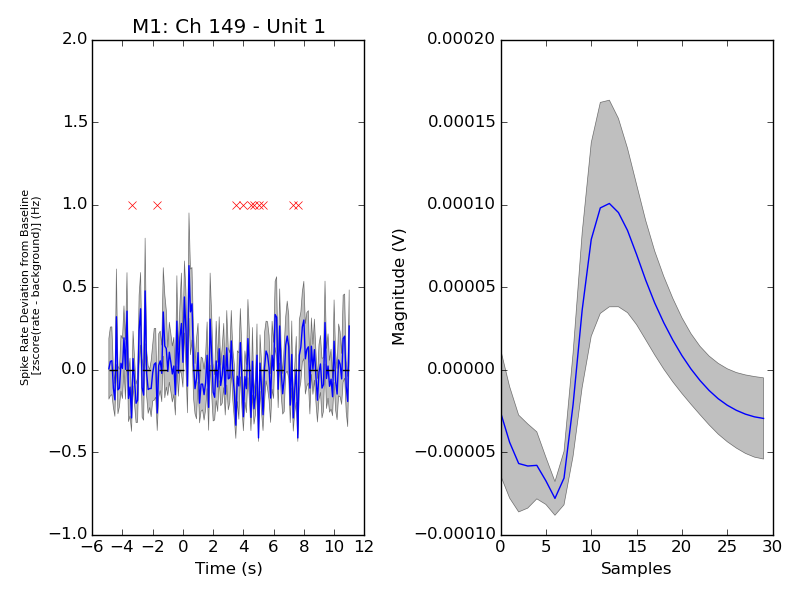 M1: Ch 149 - Unit 1
2.0
1.5
1.0
0.5
0.0
−0.5
−1.0
−6 −4 −2 0 2 4 6 8 10 12
Time (s)
Spike Rate Deviation from Baseline
[zscore(rate - background)] (Hz)
0.00020
0.00015
0.00010
0.00005
0.00000
−0.00005
−0.00010
0 5 10 15 20 25 30
Samples
Magnitude (V)